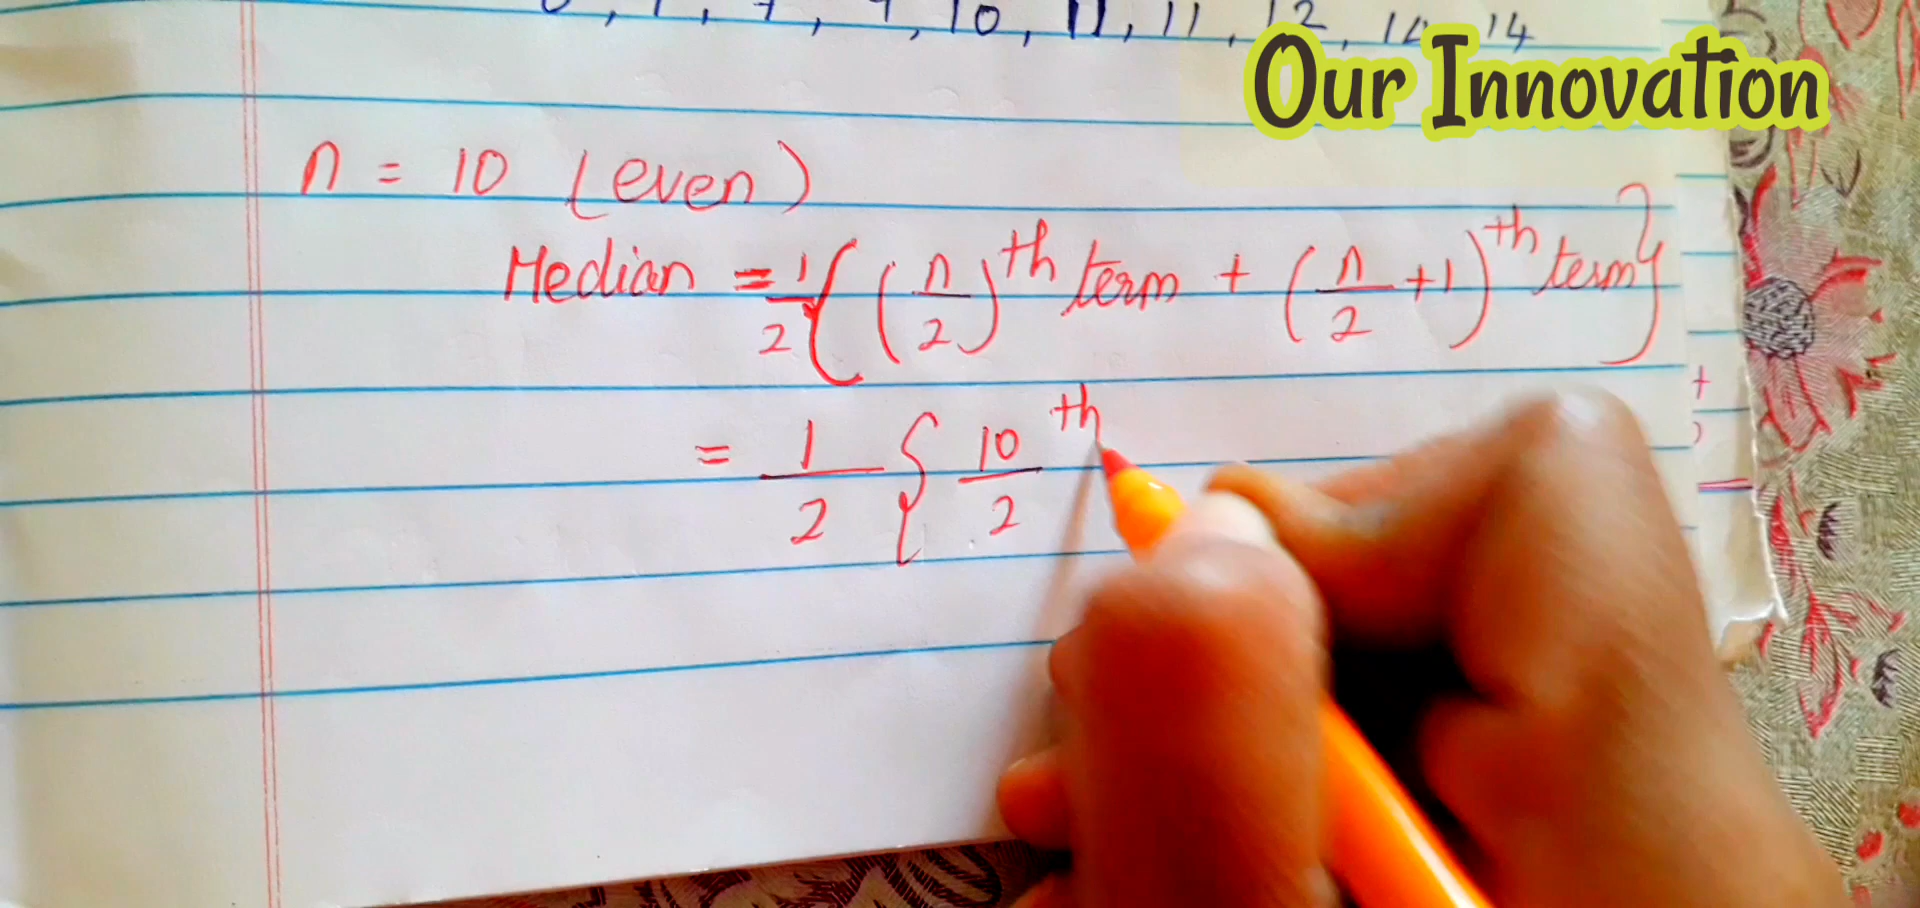 , 10, 11, 11, 12, 14
Our Innovation
n = 10 (even)
Median = 1/2 { (n/2)^th term + (n/2 + 1)^th term }
= 1/2 { 10/2 ^th